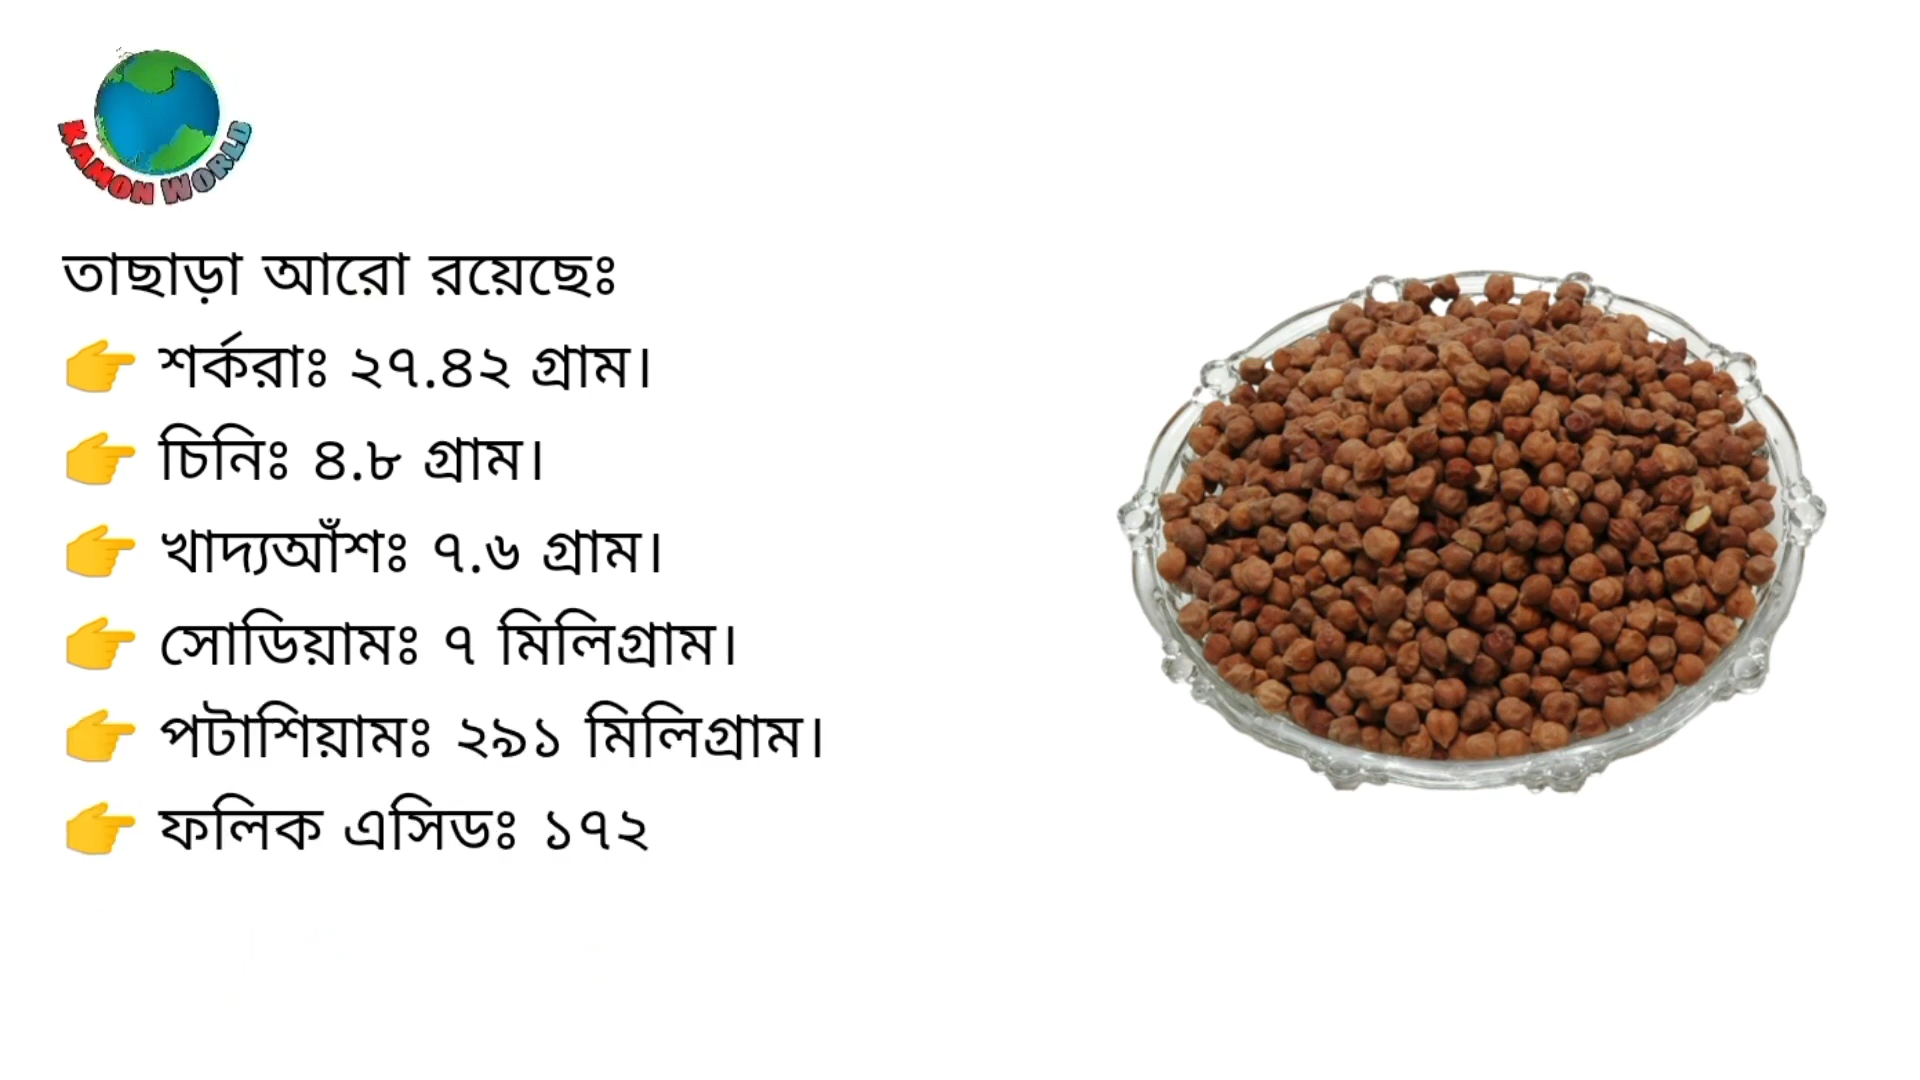 KAMON WORLD
তাছাড়া আরো রয়েছেঃ
👉 শর্করাঃ ২৭.৪২ গ্রাম।
👉 চিনিঃ ৪.৮ গ্রাম।
👉 খাদ্যআঁশঃ ৭.৬ গ্রাম।
👉 সোডিয়ামঃ ৭ মিলিগ্রাম।
👉 পটাশিয়ামঃ ২৯১ মিলিগ্রাম।
👉 ফলিক এসিডঃ ১৭২